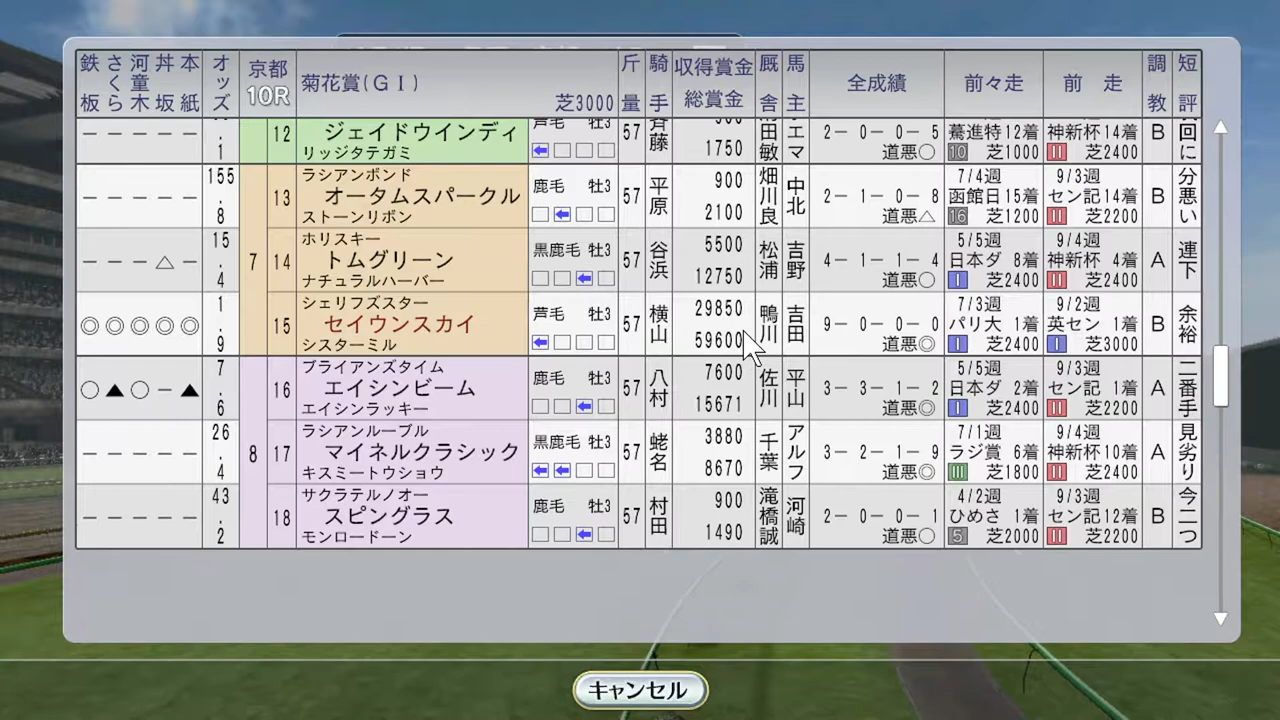 鉄板 さくら 河童木 丼坂 本紙 オッズ 京都10R 菊花賞(GⅠ) 芝3000 斤量 騎手 収得賞金 総賞金 厩舎 馬主 全成績 前々走 前走 調教 短評
－－－－－ 1 12 ジェイドウインディ リッジタテガミ 牡3 57 斉藤 1750 エマ 2－0－0－5 道悪○ 驀進特12着 10 芝1000 神新杯14着 II 芝2400 B 回に
－－－－－ 155.8 13 ラシアンボンド オータムスパークル ストーンリボン 鹿毛 牡3 57 平原 900 2100 畑川良 中北 2－1－0－8 道悪△ 7/4週 函館日15着 16 芝1200 9/3週 セン記14着 II 芝2200 B 分悪い
－－－△－ 15.4 7 14 ホリスキー トムグリーン ナチュラルハーバー 黒鹿毛 牡3 57 谷浜 5500 12750 松浦 吉野 4－1－1－4 道悪○ 5/5週 日本ダ8着 I 芝2400 9/4週 神新杯4着 II 芝2400 A 連下
◎◎◎◎◎ 1.9 15 シェリフズスター セイウンスカイ シスターミル 芦毛 牡3 57 横山 29850 59600 鴨川 吉田 9－0－0－0 道悪◎ 7/3週 パリ大1着 I 芝2400 9/2週 英セン1着 I 芝3000 B 余裕
○▲○－▲ 7.6 16 ブライアンズタイム エイシンビーム エイシンラッキー 鹿毛 牡3 57 八村 7600 15671 佐川 平山 3－3－1－2 道悪◎ 5/5週 日本ダ2着 I 芝2400 9/3週 セン記1着 II 芝2200 A 二番手
－－－－－ 26.4 8 17 ラシアンルーブル マイネルクラシック キスミートウショウ 黒鹿毛 牡3 57 蛯名 3880 8670 千葉 アルフ 3－2－1－9 道悪◎ 7/1週 ラジ賞6着 III 芝1800 9/4週 神新杯10着 II 芝2400 A 見劣り
－－－－－ 43.2 18 サクラテルノオー スピングラス モンロードーン 鹿毛 牡3 57 村田 900 1490 滝橋誠 河崎 2－0－0－1 道悪○ 4/2週 ひめさ1着 5 芝2000 9/3週 セン記12着 II 芝2200 B 今二つ
キャンセル